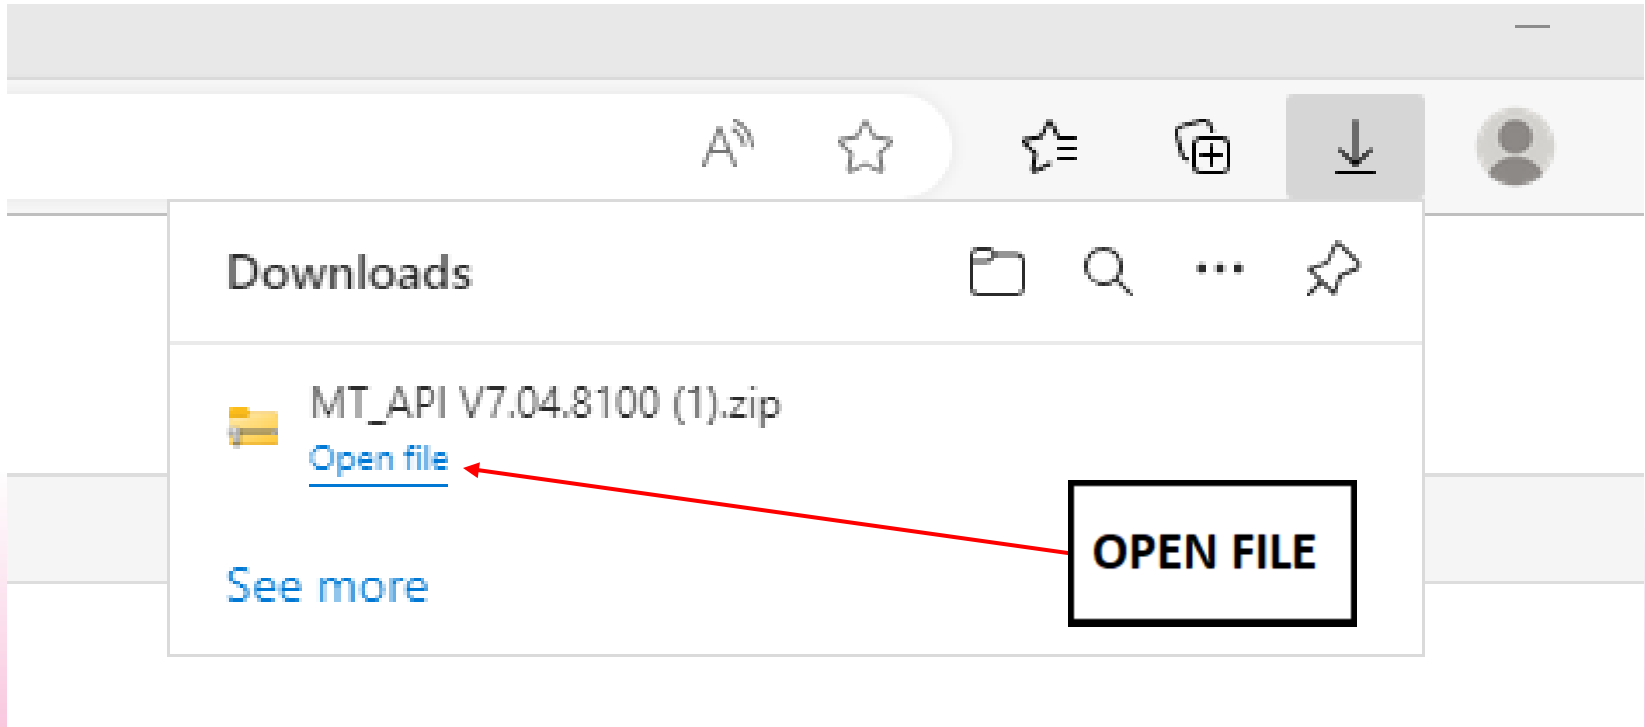 Downloads
MT_API V7.04.8100 (1).zip
Open file
OPEN FILE
See more